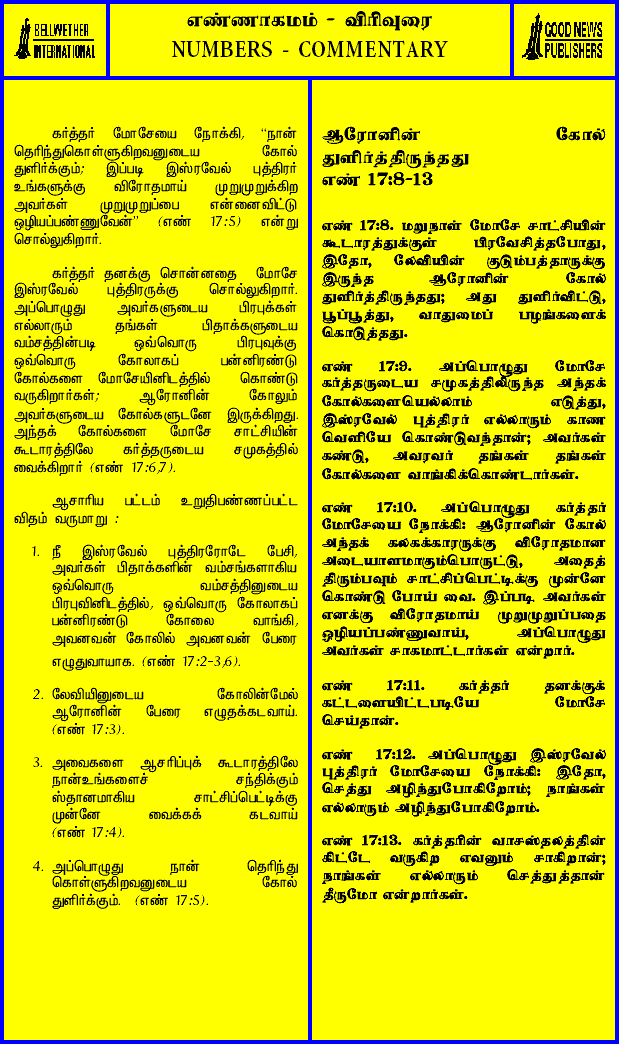 BELLWETHER
INTERNATIONAL
எண்ணாகமம் - விரிவுரை
NUMBERS - COMMENTARY
GOOD NEWS
PUBLISHERS
கர்த்தர் மோசேயை நோக்கி, “நான்
தெரிந்துகொள்ளுகிறவனுடைய கோல்
துளிர்க்கும்; இப்படி இஸ்ரவேல் புத்திரர்
உங்களுக்கு விரோதமாய் முறுமுறுக்கிற
அவர்கள் முறுமுறுப்பை என்னைவிட்டு
ஒழியப்பண்ணுவேன்” (எண் 17:5) என்று
சொல்லுகிறார்.
கர்த்தர் தனக்கு சொன்னதை மோசே
இஸ்ரவேல் புத்திரருக்கு சொல்லுகிறார்.
அப்பொழுது அவர்களுடைய பிரபுக்கள்
எல்லாரும் தங்கள் பிதாக்களுடைய
வம்சத்தின்படி ஒவ்வொரு பிரபுவுக்கு
ஒவ்வொரு கோலாகப் பன்னிரண்டு
கோல்களை மோசேயினிடத்தில் கொண்டு
வருகிறார்கள்; ஆரோனின் கோலும்
அவர்களுடைய கோல்களுடனே இருக்கிறது.
அந்தக் கோல்களை மோசே சாட்சியின்
கூடாரத்திலே கர்த்தருடைய சமுகத்தில்
வைக்கிறார் (எண் 17:6,7).
ஆசாரிய பட்டம் உறுதிபண்ணப்பட்ட
விதம் வருமாறு :
1. நீ இஸ்ரவேல் புத்திரரோடே பேசி,
அவர்கள் பிதாக்களின் வம்சங்களாகிய
ஒவ்வொரு வம்சத்தினுடைய
பிரபுவினிடத்தில், ஒவ்வொரு கோலாகப்
பன்னிரண்டு கோலை வாங்கி,
அவனவன் கோலில் அவனவன் பேரை
எழுதுவாயாக. (எண் 17:2-3,6).
2. லேவியினுடைய கோலின்மேல்
ஆரோனின் பேரை எழுதக்கடவாய்.
(எண் 17:3).
3. அவைகளை ஆசரிப்புக் கூடாரத்திலே
நான்உங்களைச் சந்திக்கும்
ஸ்தானமாகிய சாட்சிப்பெட்டிக்கு
முன்னே வைக்கக் கடவாய்
(எண் 17:4).
4. அப்பொழுது நான் தெரிந்து
கொள்ளுகிறவனுடைய கோல்
துளிர்க்கும். (எண் 17:5).
ஆரோனின் கோல்
துளிர்த்திருந்தது
எண் 17:8-13
எண் 17:8. மறுநாள் மோசே சாட்சியின்
கூடாரத்துக்குள் பிரவேசித்தபோது,
இதோ, லேவியின் குடும்பத்தாருக்கு
இருந்த ஆரோனின் கோல்
துளிர்த்திருந்தது; அது துளிர்விட்டு,
பூப்பூத்து, வாதுமைப் பழங்களைக்
கொடுத்தது.
எண் 17:9. அப்பொழுது மோசே
கர்த்தருடைய சமுகத்திலிருந்த அந்தக்
கோல்களையெல்லாம் எடுத்து,
இஸ்ரவேல் புத்திரர் எல்லாரும் காண
வெளியே கொண்டுவந்தான்; அவர்கள்
கண்டு, அவரவர் தங்கள் தங்கள்
கோல்களை வாங்கிக்கொண்டார்கள்.
எண் 17:10. அப்பொழுது கர்த்தர்
மோசேயை நோக்கி: ஆரோனின் கோல்
அந்தக் கலகக்காரருக்கு விரோதமான
அடையாளமாகும்பொருட்டு, அதைத்
திரும்பவும் சாட்சிப்பெட்டிக்கு முன்னே
கொண்டு போய் வை. இப்படி அவர்கள்
எனக்கு விரோதமாய் முறுமுறுப்பதை
ஒழியப்பண்ணுவாய், அப்பொழுது
அவர்கள் சாகமாட்டார்கள் என்றார்.
எண் 17:11. கர்த்தர் தனக்குக்
கட்டளையிட்டபடியே மோசே
செய்தான்.
எண் 17:12. அப்பொழுது இஸ்ரவேல்
புத்திரர் மோசேயை நோக்கி: இதோ,
செத்து அழிந்துபோகிறோம்; நாங்கள்
எல்லாரும் அழிந்துபோகிறோம்.
எண் 17:13. கர்த்தரின் வாசஸ்தலத்தின்
கிட்டே வருகிற எவனும் சாகிறான்;
நாங்கள் எல்லாரும் செத்துத்தான்
தீருமோ என்றார்கள்.